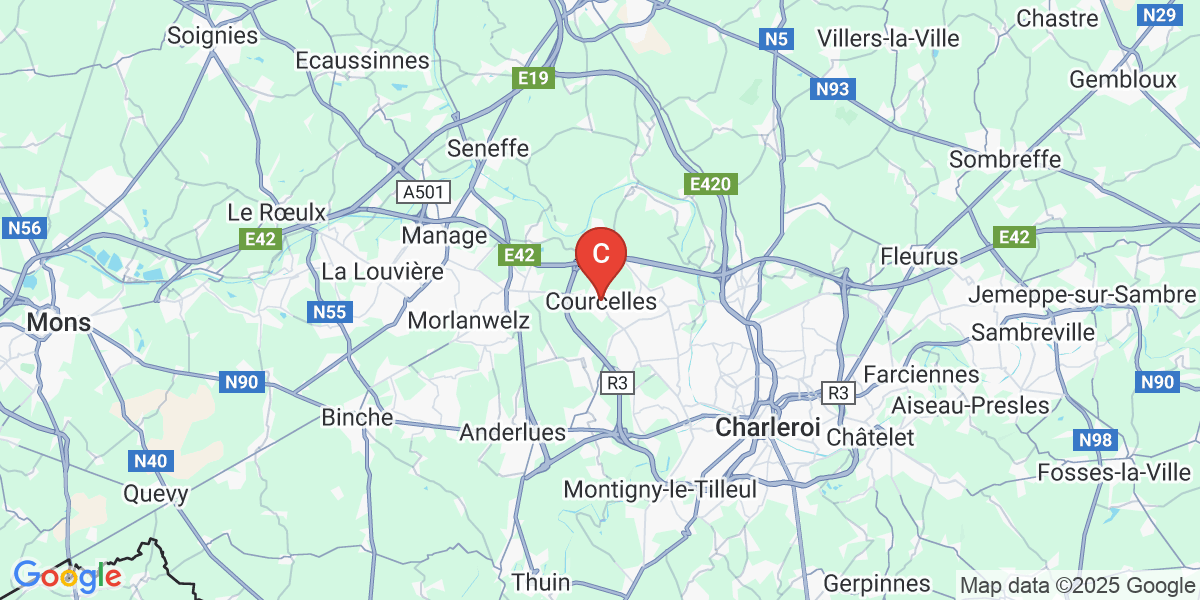 Chastre
N29
Soignies
N5
Villers-la-Ville
Ecaussinnes
E19
N93
Gembloux
Seneffe
Sombreffe
A501
E420
Le Rœulx
N56
E42
Manage
E42
E42
C
Fleurus
La Louvière
Courcelles
Jemeppe-sur-Sambre
N55
Morlanwelz
Mons
Sambreville
N90
R3
R3
Farciennes
N90
Aiseau-Presles
Binche
Anderlues
Charleroi
Châtelet
N98
N40
Fosses-la-Ville
Quevy
Montigny-le-Tilleul
Google
Thuin
Gerpinnes
Map data ©2025 Google